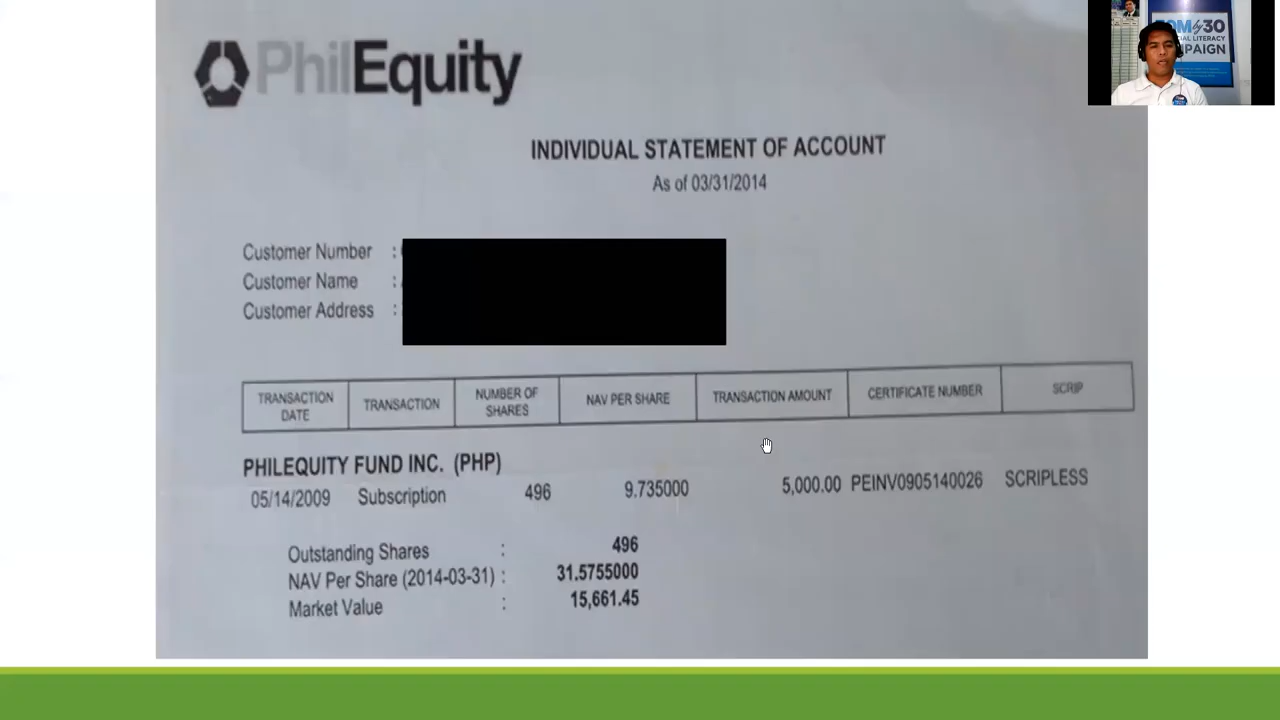 PhilEquity
INDIVIDUAL STATEMENT OF ACCOUNT
As of 03/31/2014
Customer Number :
Customer Name :
Customer Address :
TRANSACTION DATE TRANSACTION NUMBER OF SHARES NAV PER SHARE TRANSACTION AMOUNT CERTIFICATE NUMBER SCRIP
PHILEQUITY FUND INC. (PHP)
05/14/2009 Subscription 496 9.735000 5,000.00 PEINV0905140026 SCRIPLESS
Outstanding Shares : 496
NAV Per Share (2014-03-31) : 31.5755000
Market Value : 15,661.45
by 30
LITERACY